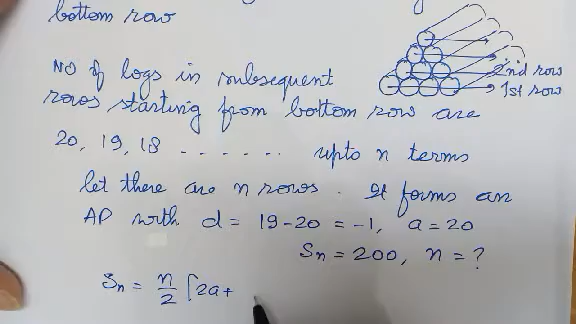 bottom row
No of logs in subsequent
rows starting from bottom row are
20, 19, 18 . . . . . . . upto n terms
let there are n rows. It forms an
AP with d = 19-20 = -1, a = 20
Sn = 200, n = ?
Sn = n/2 [2a +
2nd row
1st row